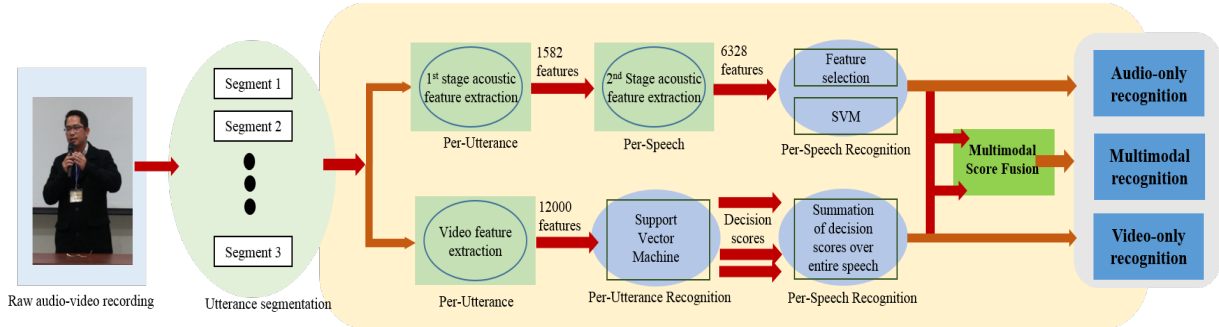 Raw audio-video recording
Segment 1
Segment 2
Segment 3
Utterance segmentation
1st stage acoustic
feature extraction
Per-Utterance
1582
features
2nd Stage acoustic
feature extraction
Per-Speech
6328
features
Feature
selection
SVM
Per-Speech Recognition
Video feature
extraction
Per-Utterance
12000
features
Support
Vector
Machine
Per-Utterance Recognition
Decision
scores
Summation
of decision
scores over
entire speech
Per-Speech Recognition
Multimodal
Score Fusion
Audio-only
recognition
Multimodal
recognition
Video-only
recognition